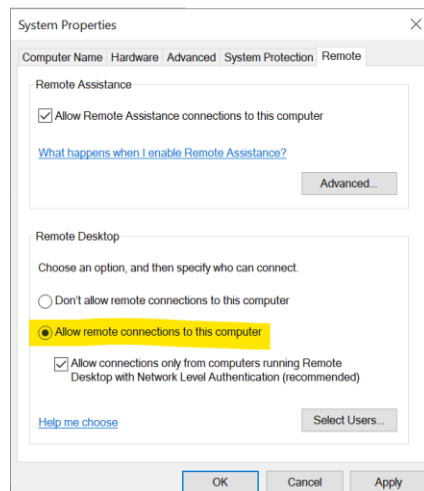 System Properties
Computer Name Hardware Advanced System Protection Remote
Remote Assistance
Allow Remote Assistance connections to this computer
What happens when I enable Remote Assistance?
Advanced...
Remote Desktop
Choose an option, and then specify who can connect.
Don't allow remote connections to this computer
Allow remote connections to this computer
Allow connections only from computers running Remote
Desktop with Network Level Authentication (recommended)
Help me choose
Select Users...
OK Cancel Apply